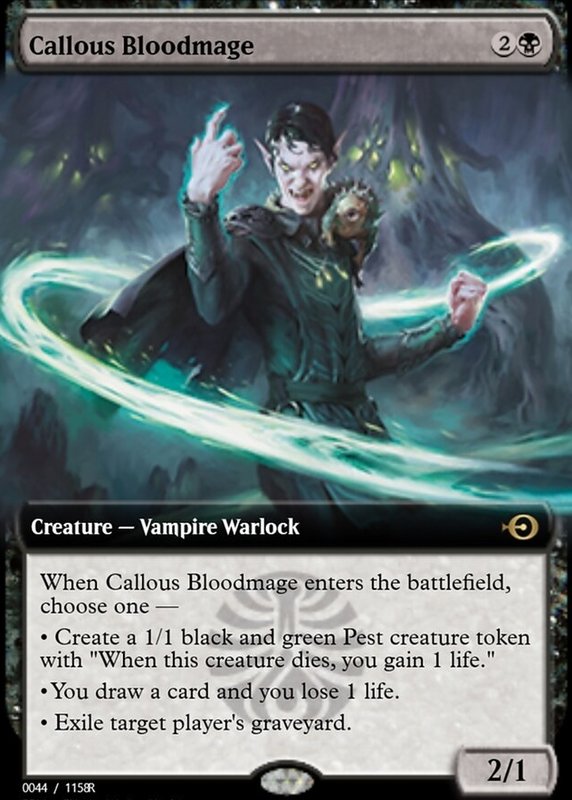 Callous Bloodmage 2
Creature — Vampire Warlock
When Callous Bloodmage enters the battlefield,
choose one —
• Create a 1/1 black and green Pest creature token
with "When this creature dies, you gain 1 life."
•You draw a card and you lose 1 life.
• Exile target player's graveyard.
2/1
0044 / 1158R